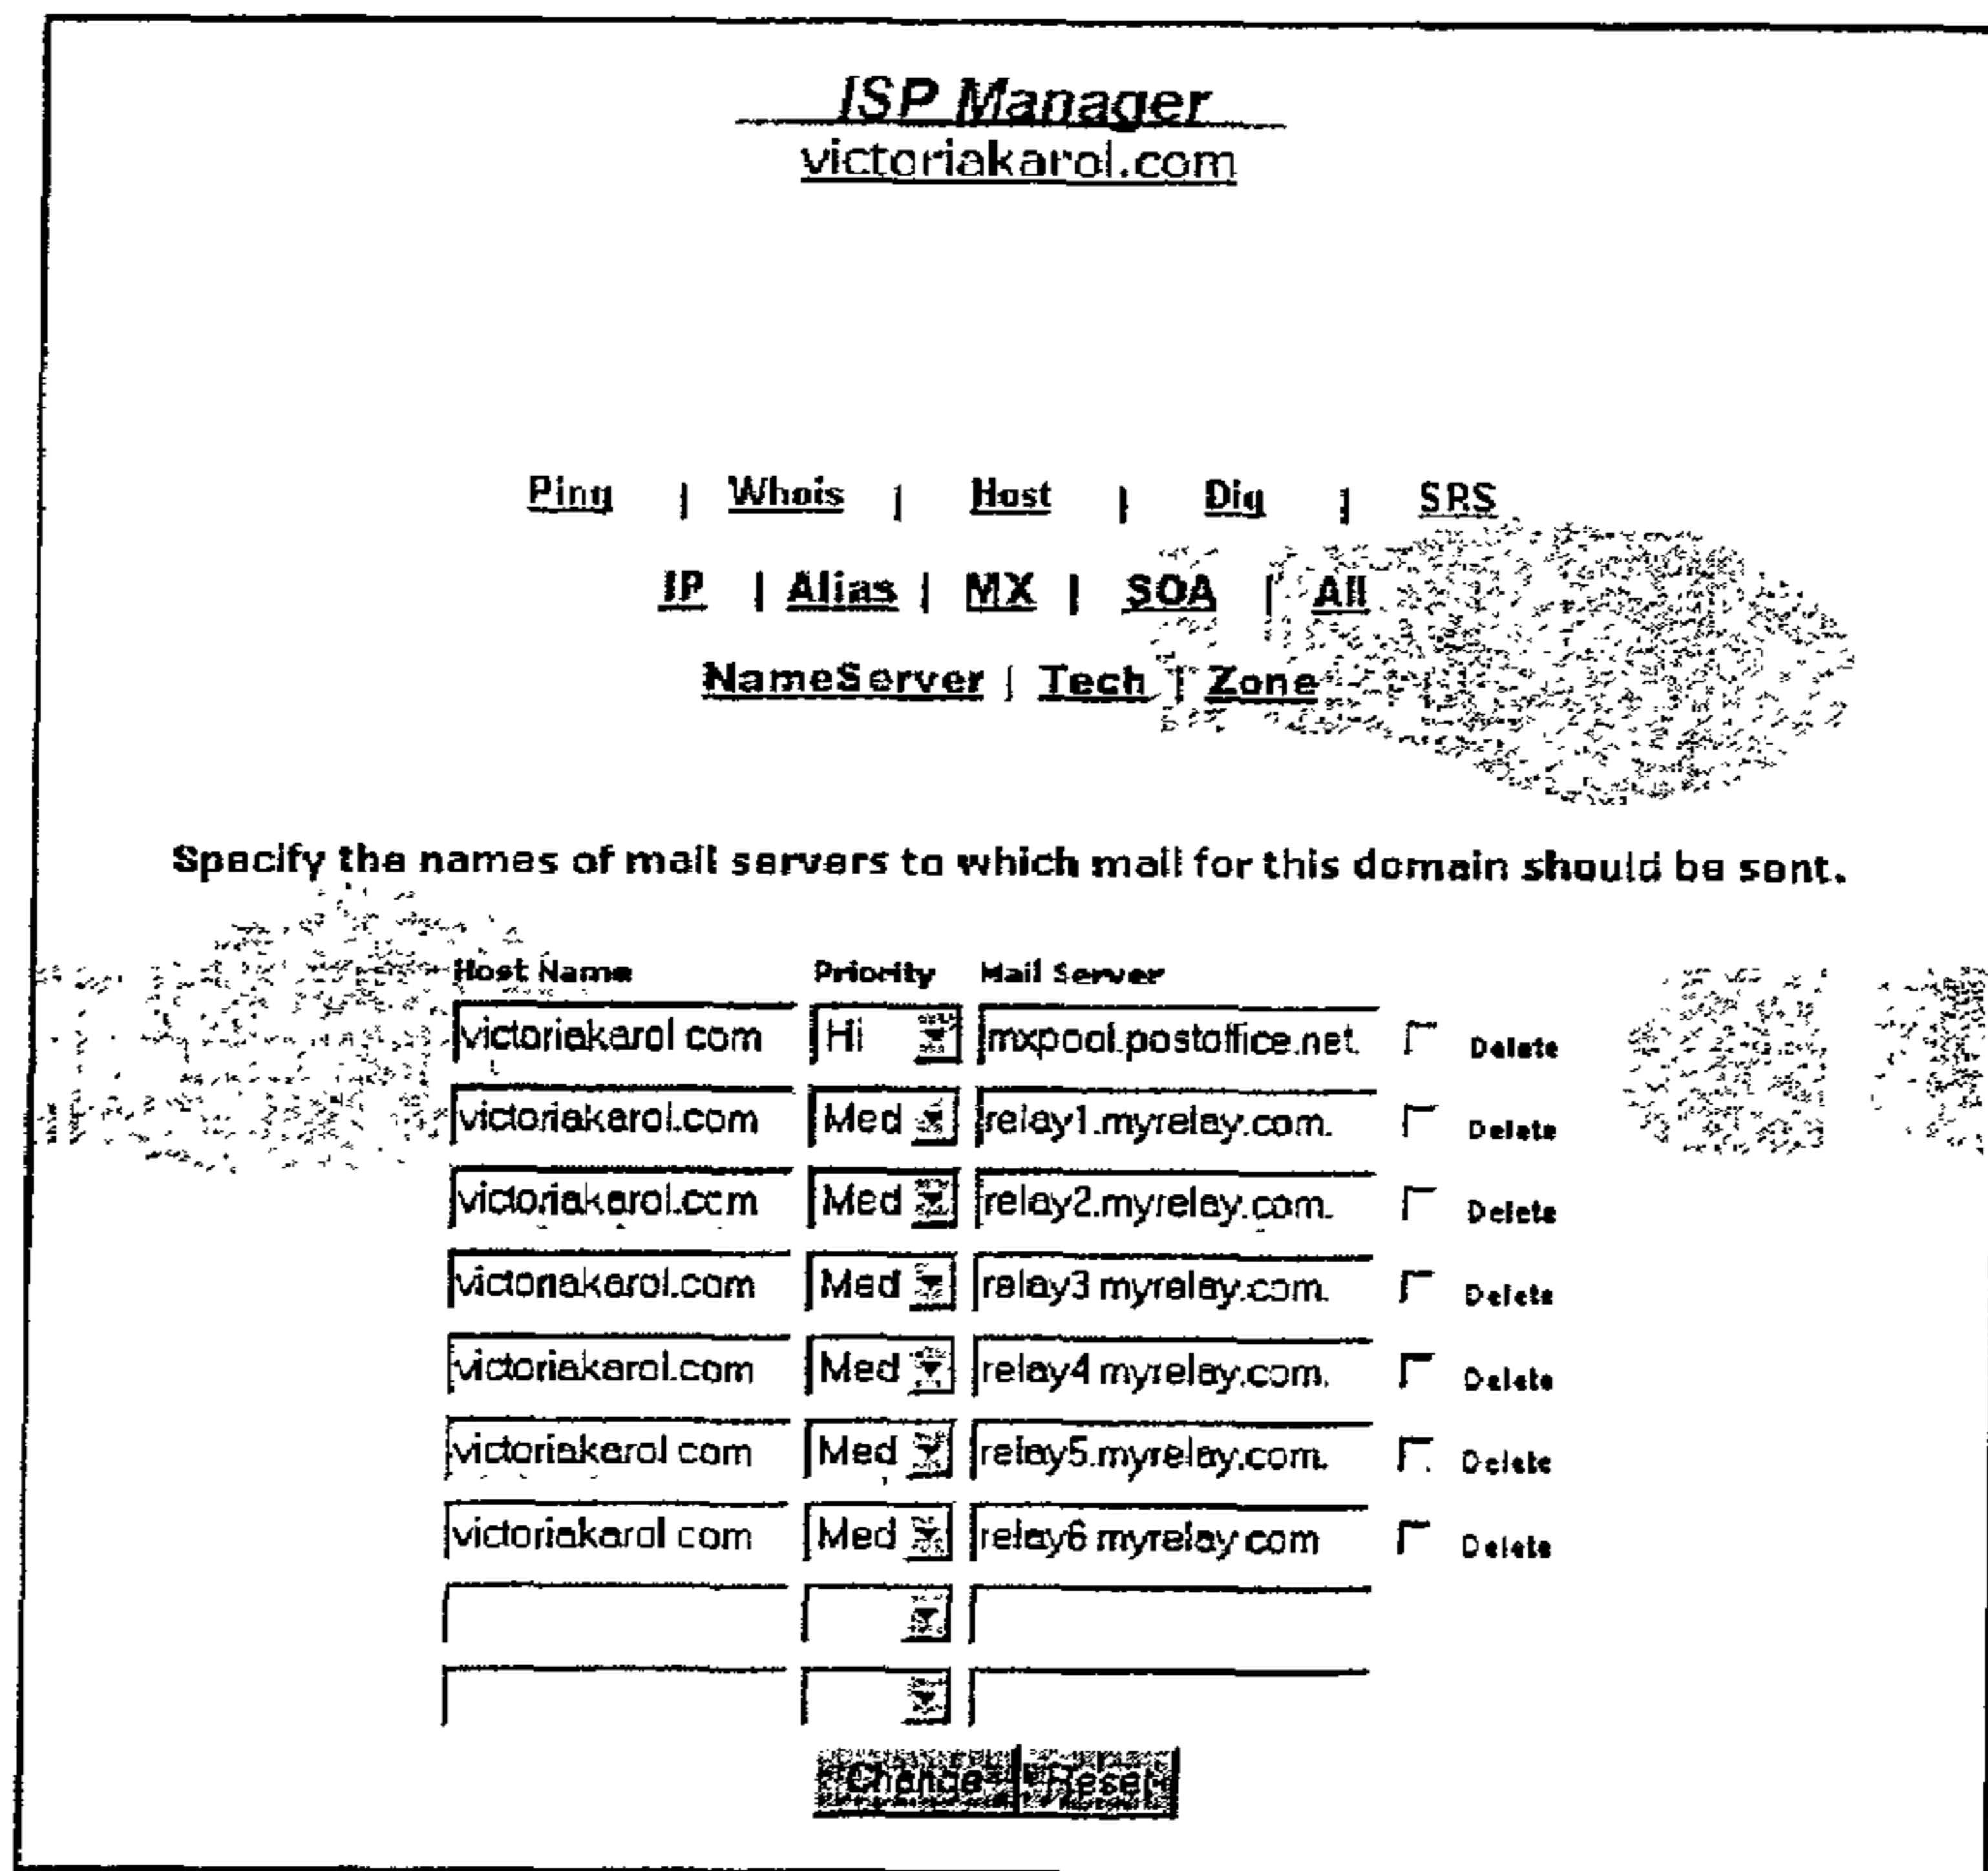 ISP Manager
victoriakarol.com
Ping | Whois | Host | Dig | SRS
IP | Alias | MX | SOA | All
NameServer | Tech | Zone
Specify the names of mail servers to which mail for this domain should be sent.
Host Name Priority Mail Server
victoriakarol.com Hi mxpool.postoffice.net. Delete
victoriakarol.com Med relay1.myrelay.com. Delete
victoriakarol.com Med relay2.myrelay.com. Delete
victoriakarol.com Med relay3.myrelay.com. Delete
victoriakarol.com Med relay4.myrelay.com. Delete
victoriakarol.com Med relay5.myrelay.com. Delete
victoriakarol.com Med relay6.myrelay.com Delete
Change Reset